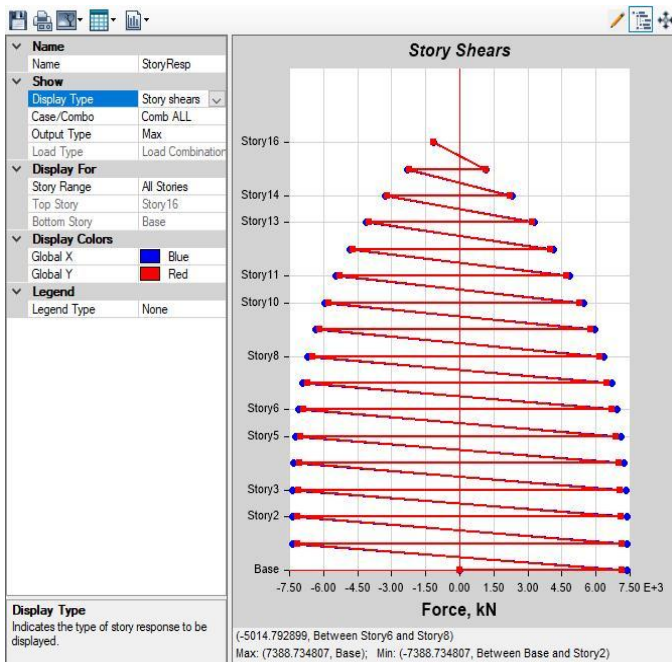 Name
Name StoryResp
Show
Display Type Story shears
Case/Combo Comb ALL
Output Type Max
Load Type Load Combination
Display For
Story Range All Stories
Top Story Story16
Bottom Story Base
Display Colors
Global X Blue
Global Y Red
Legend
Legend Type None
Display Type
Indicates the type of story response to be
displayed.
Story Shears
Story16
Story14
Story13
Story11
Story10
Story8
Story6
Story5
Story3
Story2
Base
-7.50 -6.00 -4.50 -3.00 -1.50 0.00 1.50 3.00 4.50 6.00 7.50 E+3
Force, kN
(-5014.792899, Between Story6 and Story8)
Max: (7388.734807, Base); Min: (-7388.734807, Between Base and Story2)